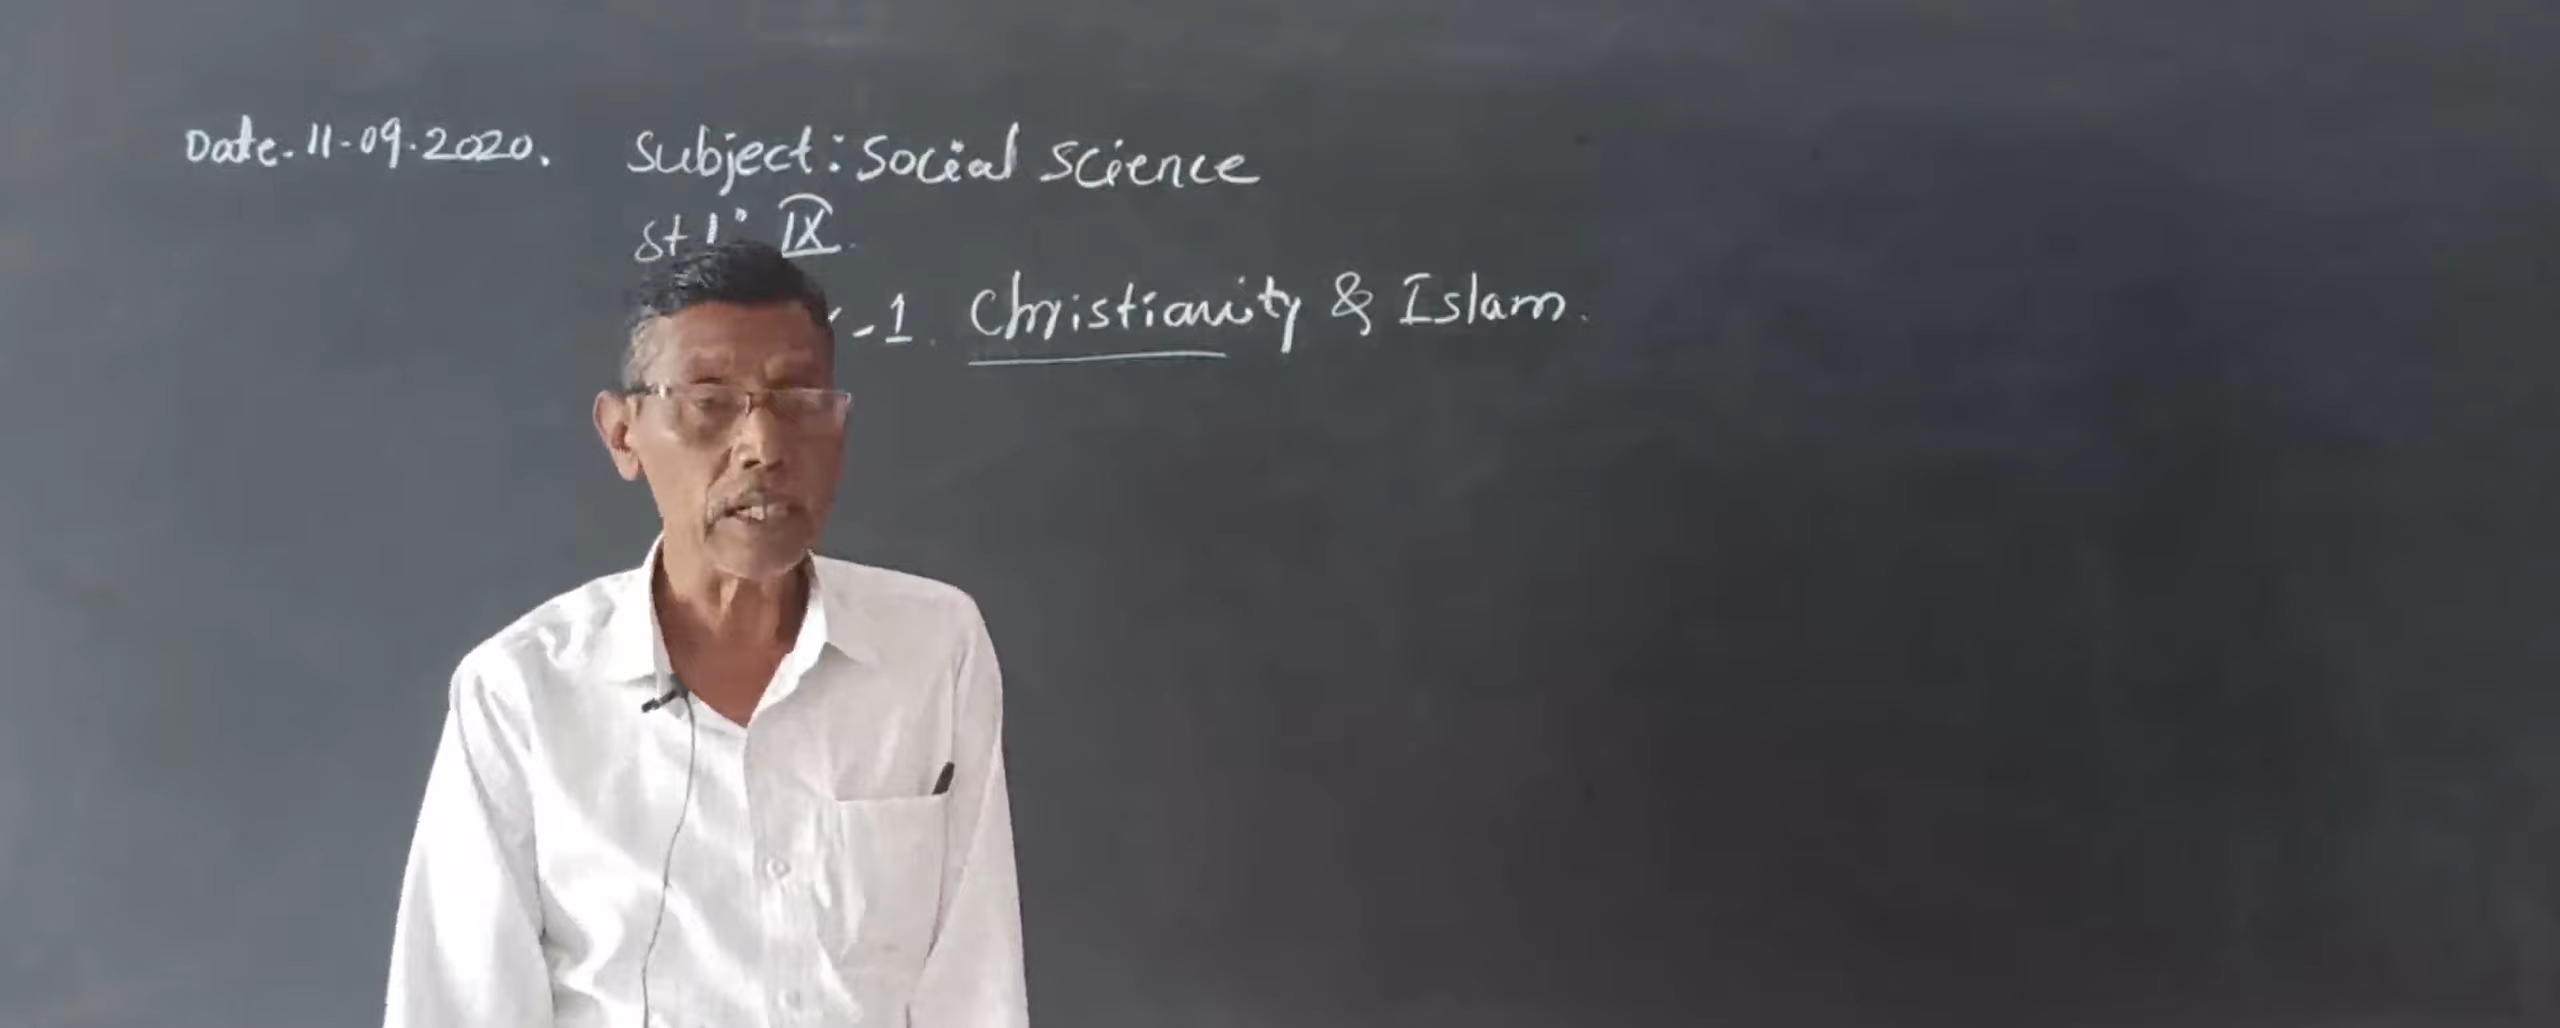 Date. 11-09.2020. Subject: Social Science
IX.
-1. Christianity & Islam.